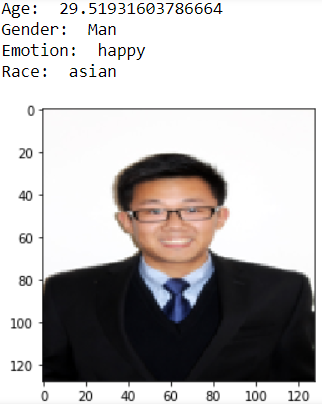 Age:  29.51931603786664
Gender:  Man
Emotion:  happy
Race:  asian
0
20
40
60
80
100
120
0 20 40 60 80 100 120